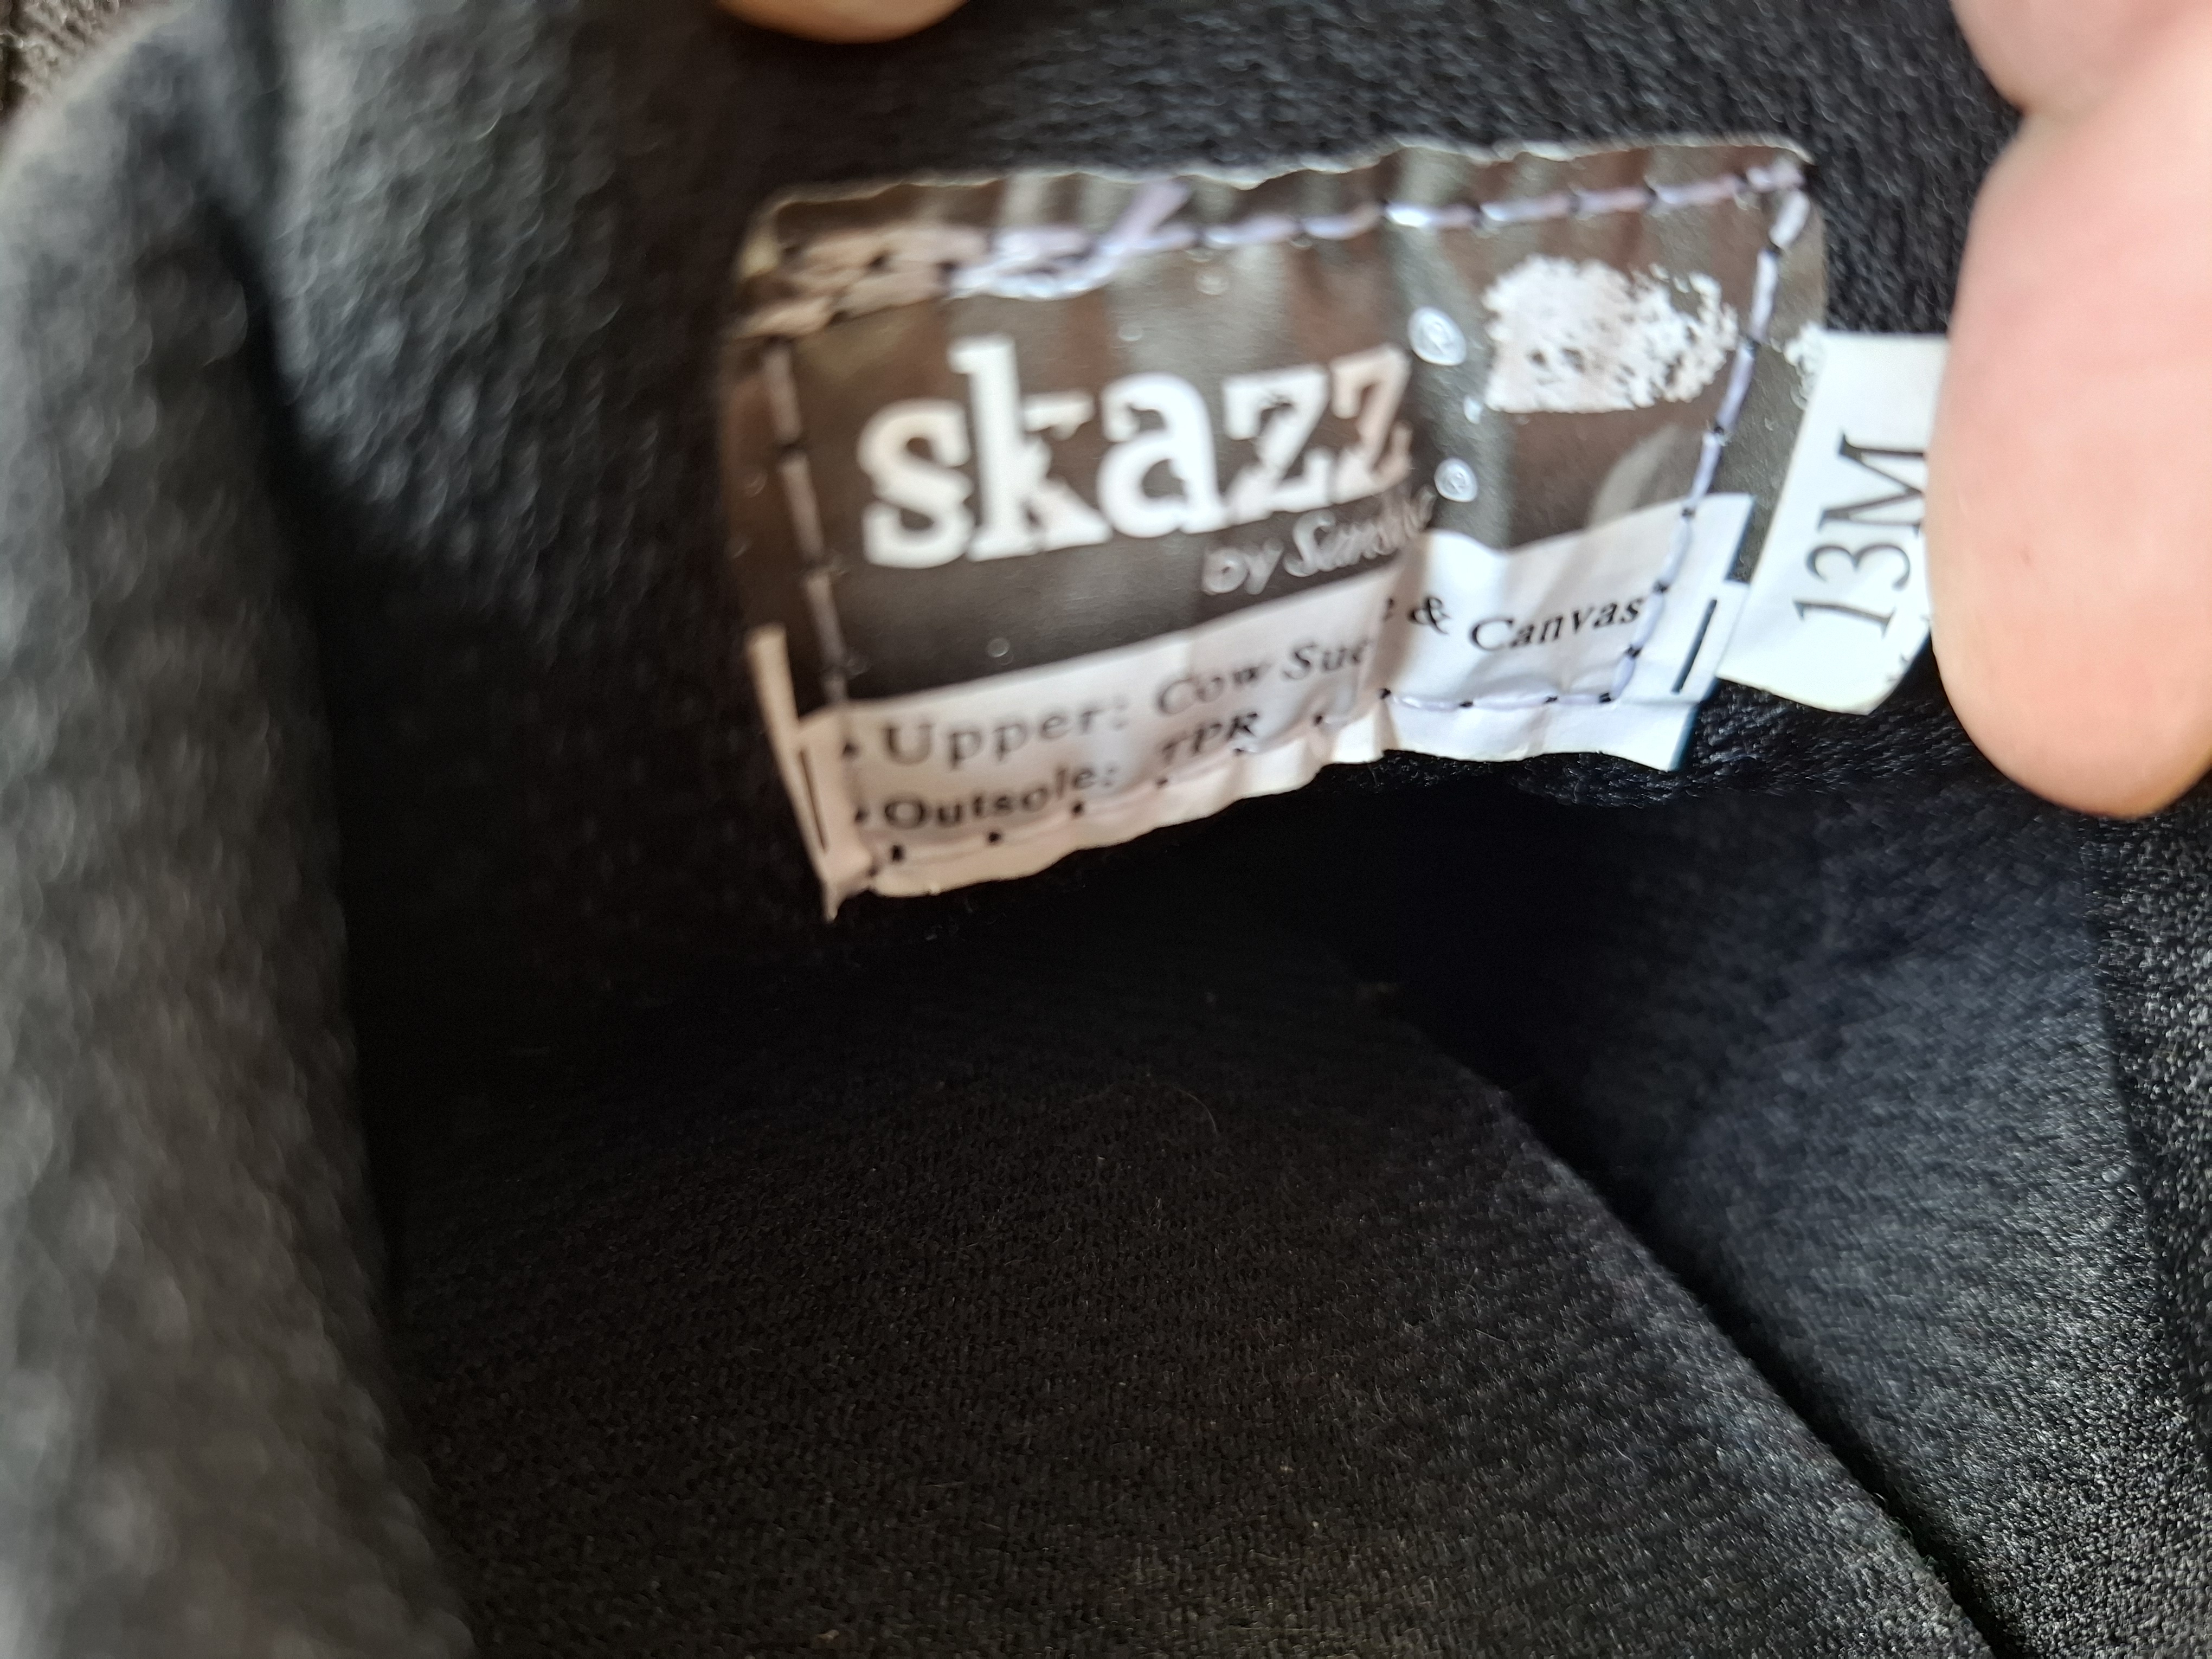 skazz ®
by ®
Upper: Cow Sue & Canvas
Outsole: TPR
13M